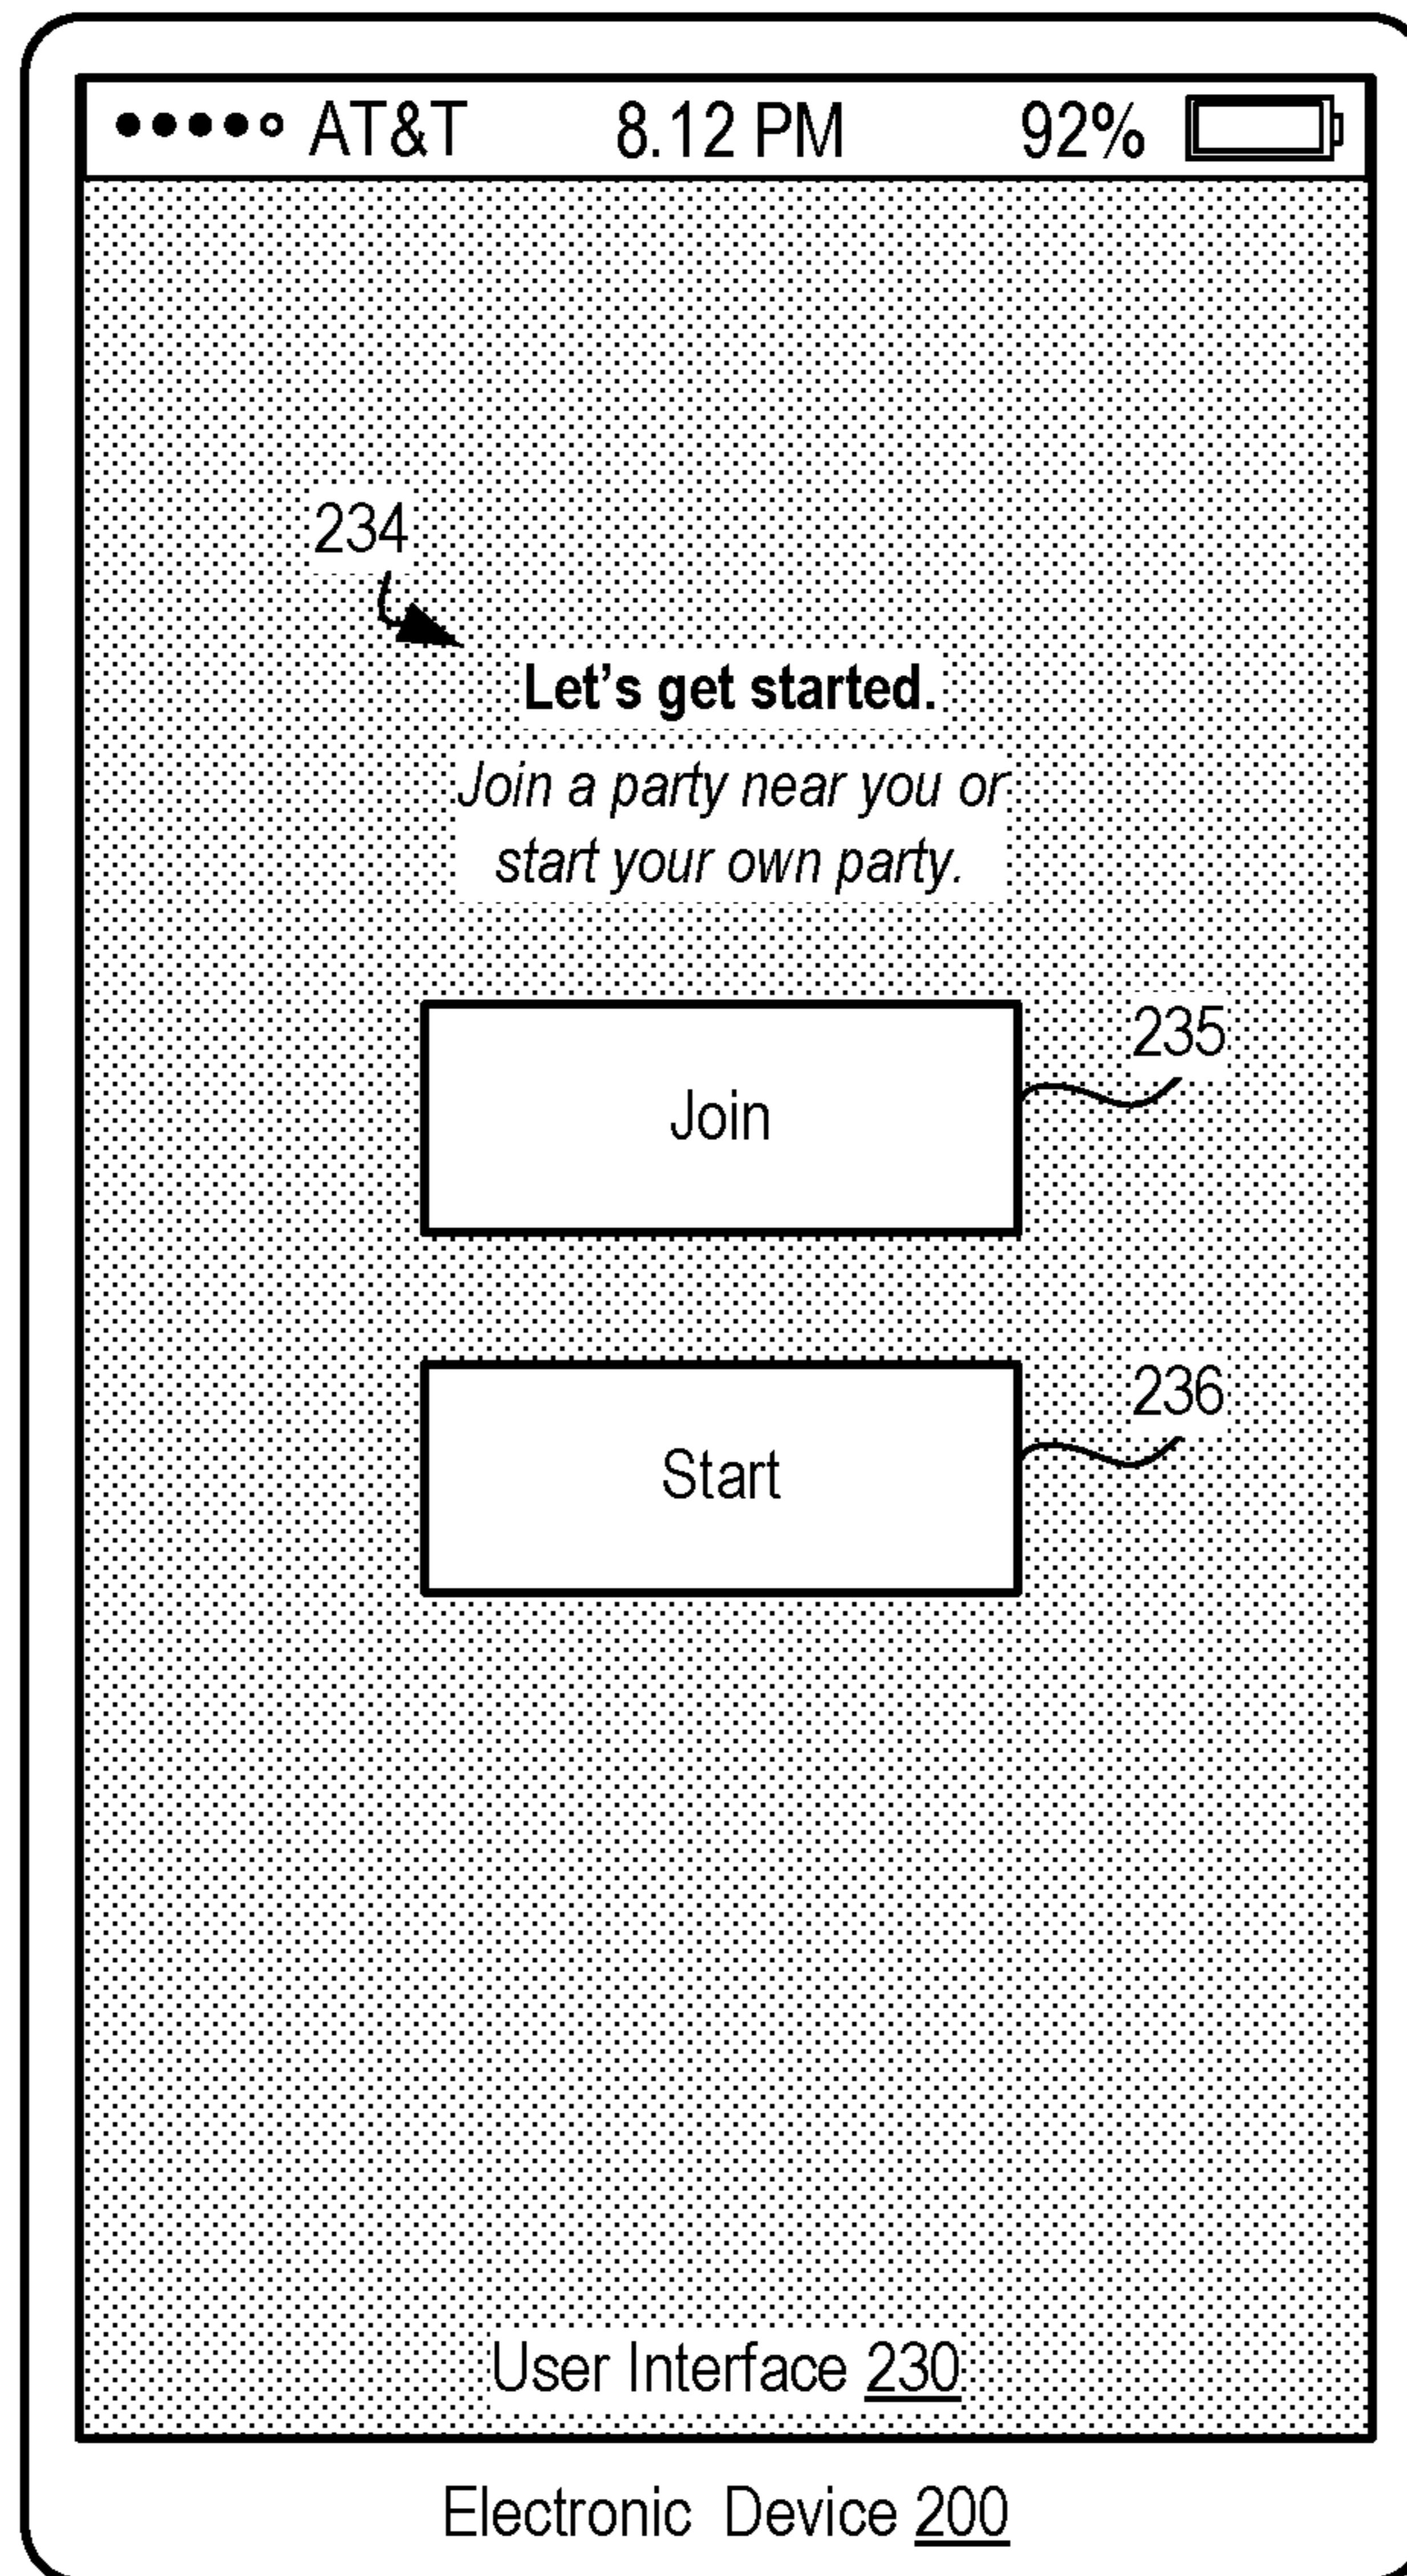 AT&T 8.12 PM 92%
234
Let's get started.
Join a party near you or
start your own party.
235
Join
236
Start
User Interface 230
Electronic Device 200